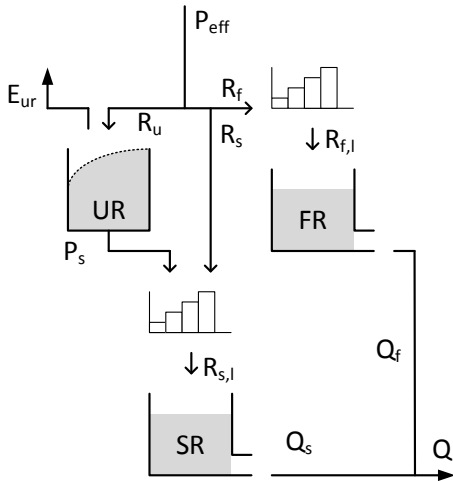 P_eff
E_ur
R_u
R_f
R_s
R_f,l
UR
FR
P_s
R_s,l
Q_f
SR
Q_s
Q